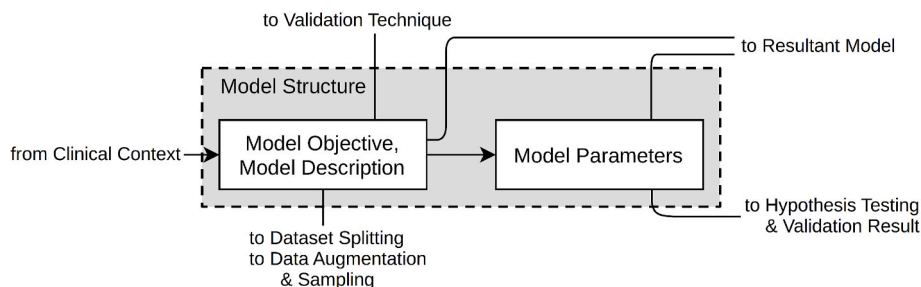 to Validation Technique
to Resultant Model
Model Structure
from Clinical Context
Model Objective,
Model Description
Model Parameters
to Hypothesis Testing
& Validation Result
to Dataset Splitting
to Data Augmentation
& Sampling